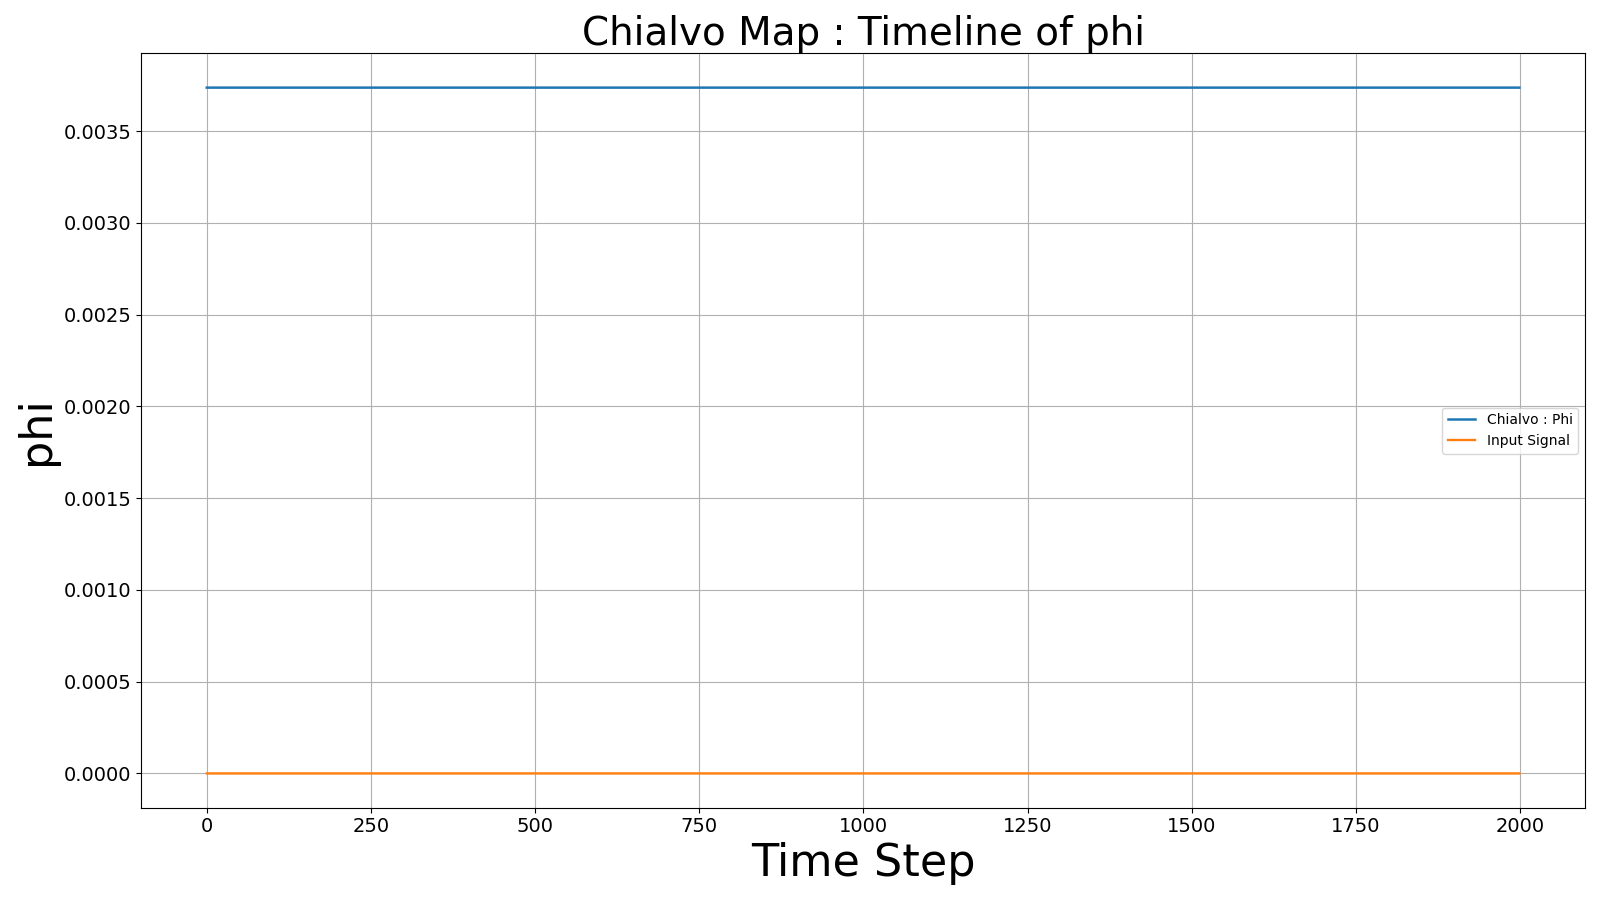 Chialvo Map : Timeline of phi
phi
0.0035
0.0030
0.0025
0.0020
0.0015
0.0010
0.0005
0.0000
Chialvo : Phi
Input Signal
0 250 500 750 1000 1250 1500 1750 2000
Time Step